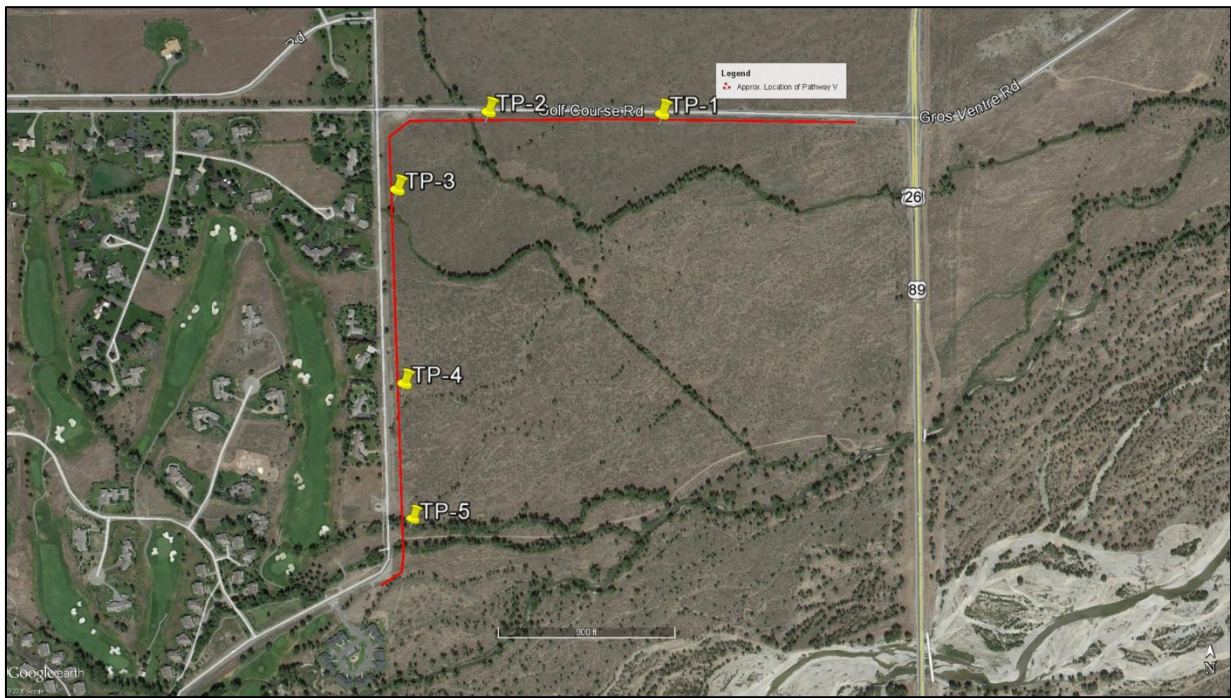 Rd
Legend
Approx. Location of Pathway V
TP-2
Golf Course Rd
TP-1
Gros Ventre Rd
TP-3
26
89
TP-4
TP-5
900 ft
Google earth
N